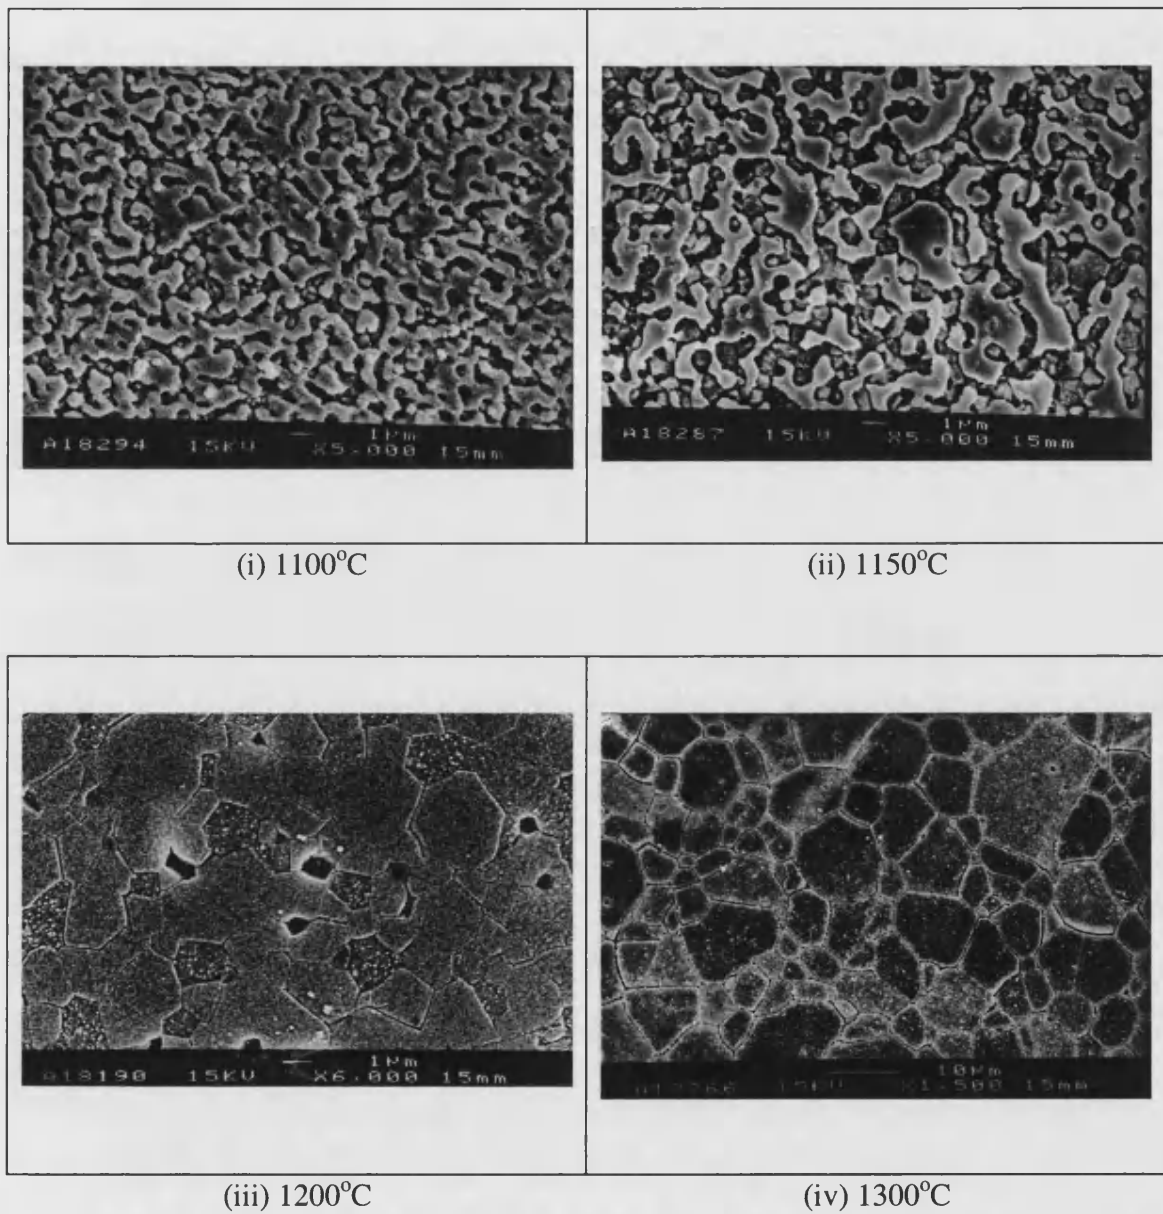 1µm
A18294 15KV X5,000 15mm
1µm
A18287 15KV X5,000 15mm
(i) 1100°C
(ii) 1150°C
1µm
A18190 15KV X6,000 15mm
10µm
15KV X1,500 15mm
(iii) 1200°C
(iv) 1300°C